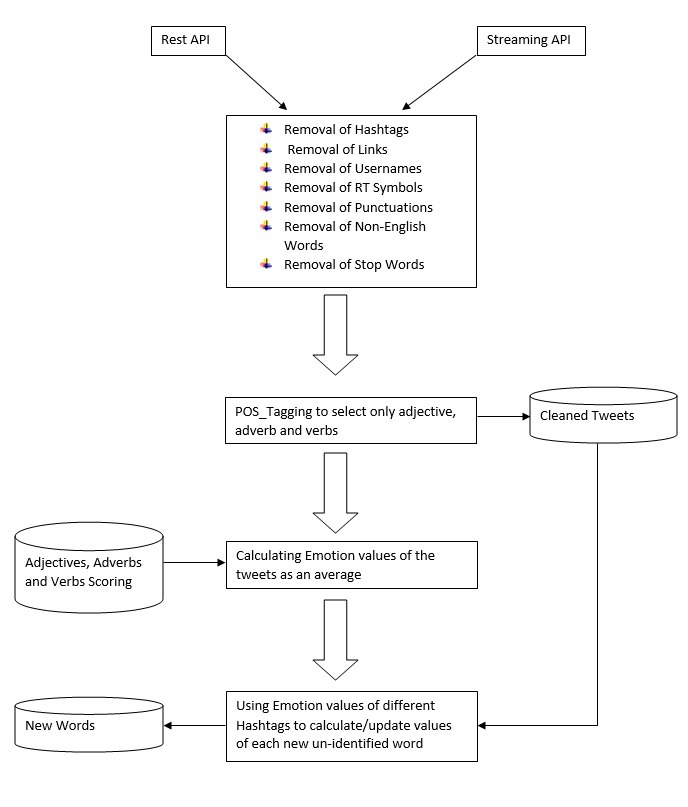 Rest API
Streaming API
Removal of Hashtags
Removal of Links
Removal of Usernames
Removal of RT Symbols
Removal of Punctuations
Removal of Non-English
Words
Removal of Stop Words
POS_Tagging to select only adjective,
adverb and verbs
Cleaned Tweets
Adjectives, Adverbs
and Verbs Scoring
Calculating Emotion values of the
tweets as an average
New Words
Using Emotion values of different
Hashtags to calculate/update values
of each new un-identified word